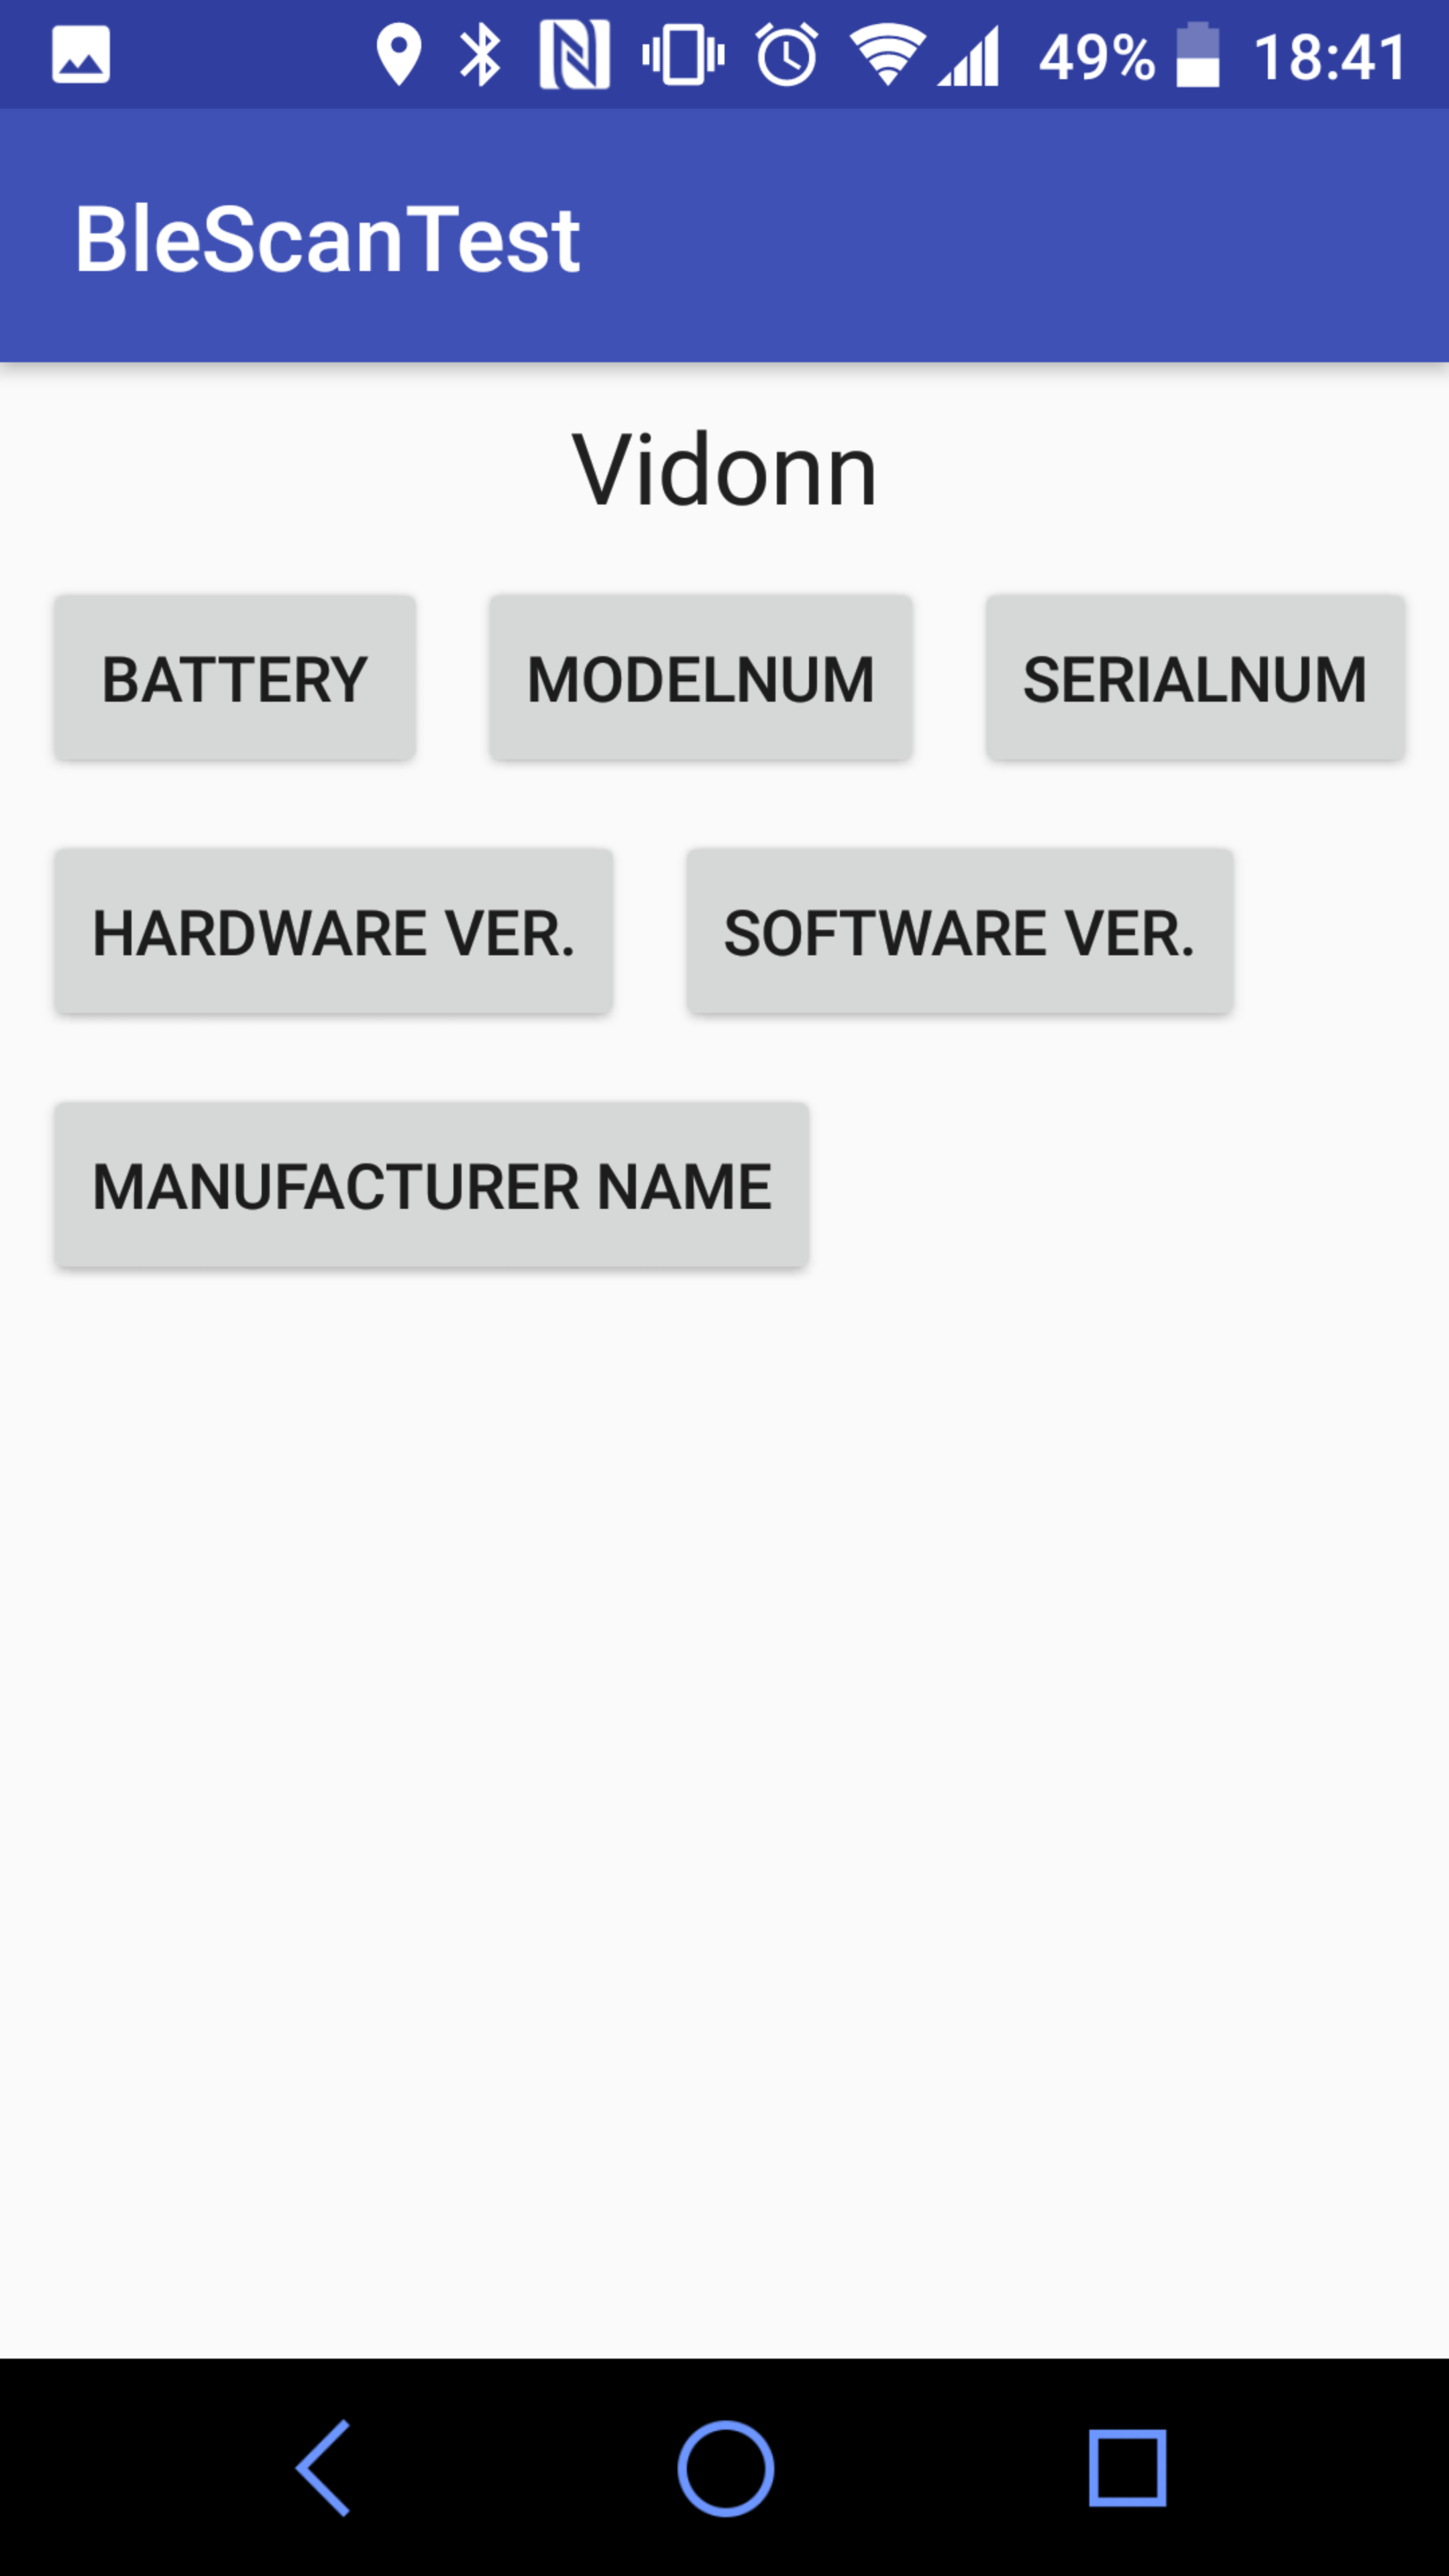 49% 18:41
BleScanTest
Vidonn
BATTERY MODELNUM SERIALNUM
HARDWARE VER. SOFTWARE VER.
MANUFACTURER NAME